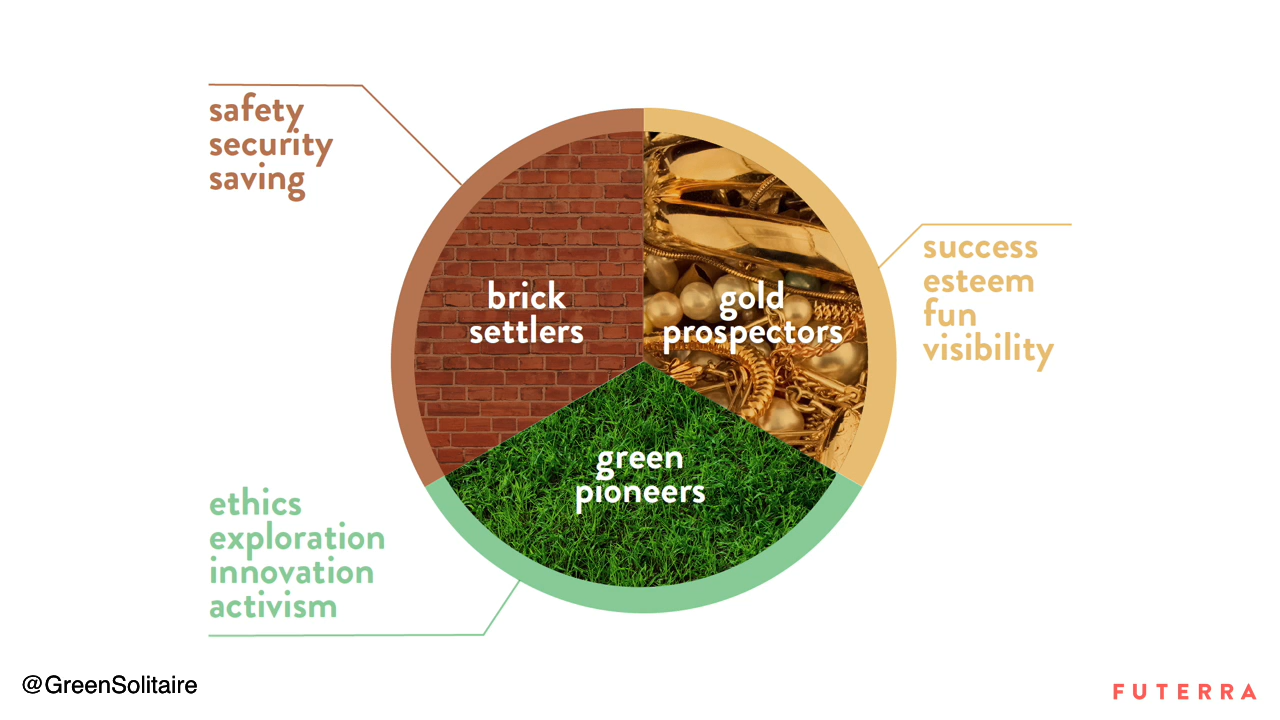 safety
security
saving
brick
settlers
gold
prospectors
success
esteem
fun
visibility
green
pioneers
ethics
exploration
innovation
activism
@GreenSolitaire
FUTERRA